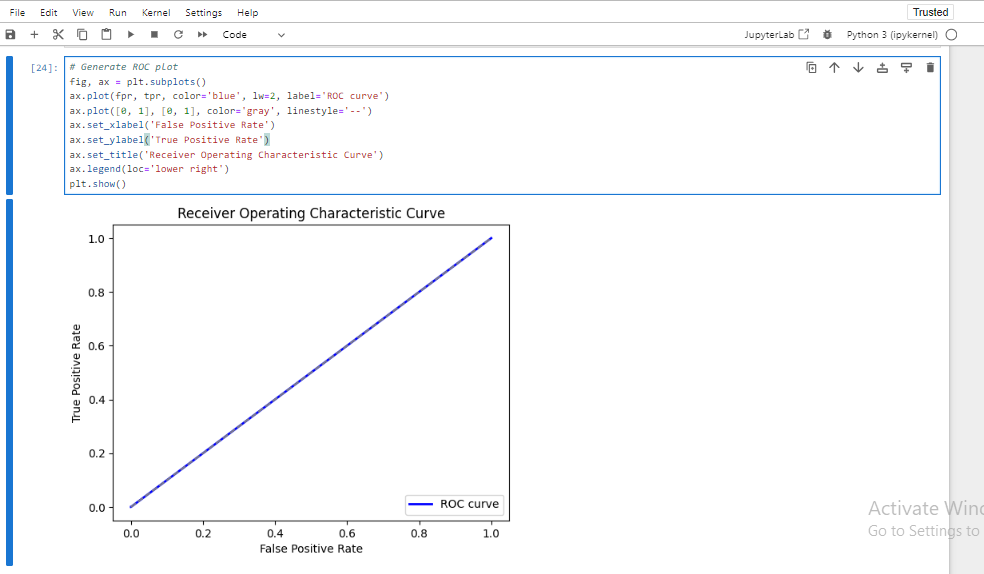 File Edit View Run Kernel Settings Help Trusted
Code JupyterLab Python 3 (ipykernel)
[24]: # Generate ROC plot
fig, ax = plt.subplots()
ax.plot(fpr, tpr, color='blue', lw=2, label='ROC curve')
ax.plot([0, 1], [0, 1], color='gray', linestyle='--')
ax.set_xlabel('False Positive Rate')
ax.set_ylabel('True Positive Rate')
ax.set_title('Receiver Operating Characteristic Curve')
ax.legend(loc='lower right')
plt.show()
Receiver Operating Characteristic Curve
1.0
0.8
0.6
0.4
0.2
0.0
True Positive Rate
ROC curve
0.0 0.2 0.4 0.6 0.8 1.0
False Positive Rate
Activate Wind
Go to Settings to